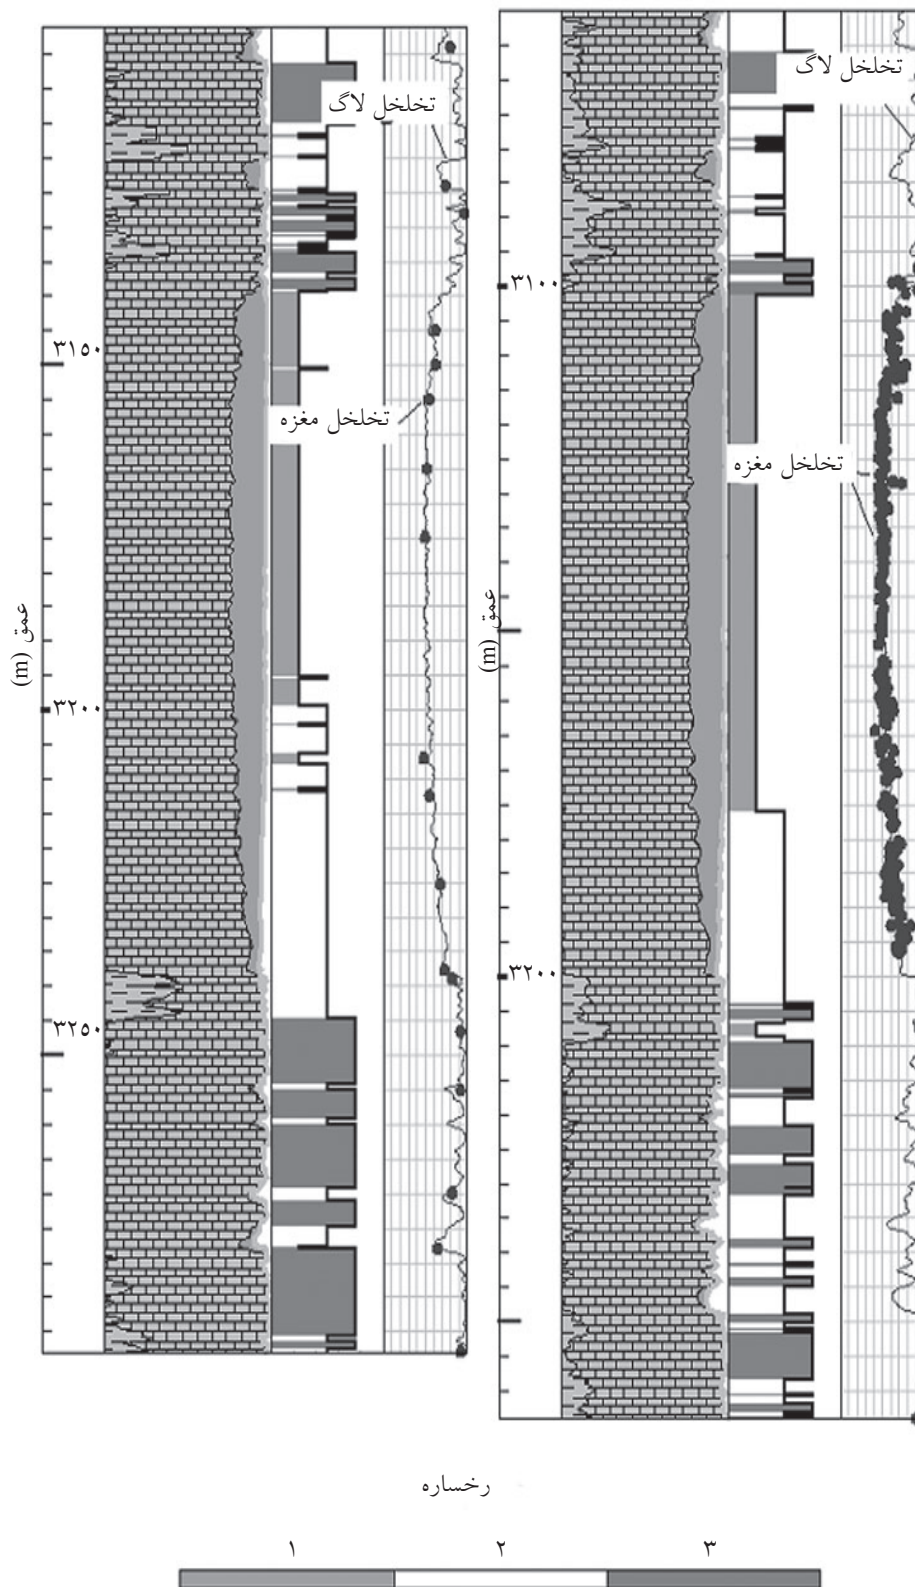 تخلخل لاگ
تخلخل مغزه
۳۱۵۰
۳۲۰۰
۳۲۵۰
عمق (m)
تخلخل لاگ
تخلخل مغزه
۳۱۰۰
۳۲۰۰
عمق (m)
رخساره
۱ ۲ ۳